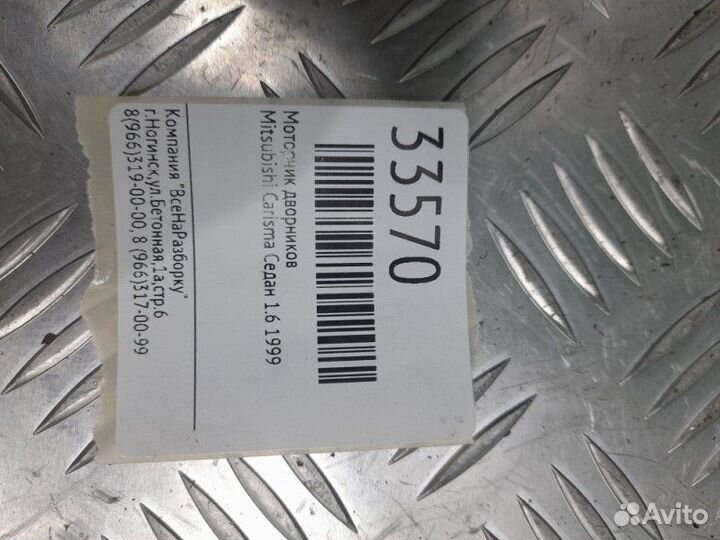 33570
Моторчик дворников
Mitsubishi Carisma Седан 1.6 1999
Компания "ВсеНаРазборку"
г.Ногинск,ул.Бетонная,1а,стр.6
8(966)319-00-00, 8 (966)317-00-99
Avito